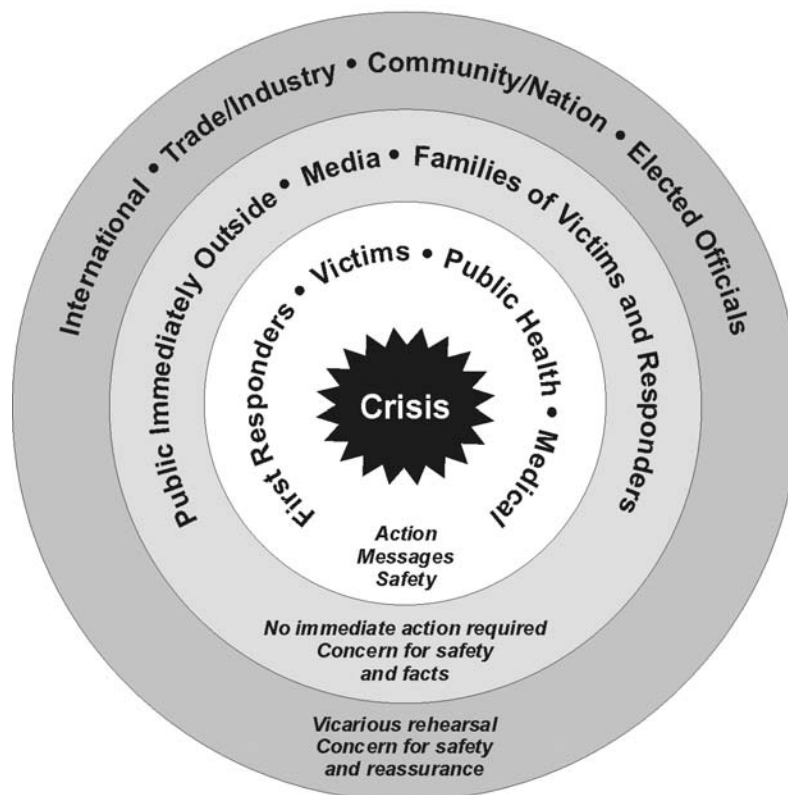 International • Trade/Industry • Community/Nation • Elected Officials
Public Immediately Outside • Media • Families of Victims and Responders
First Responders • Victims • Public Health • Medical
Crisis
Action
Messages
Safety
No immediate action required
Concern for safety
and facts
Vicarious rehearsal
Concern for safety
and reassurance